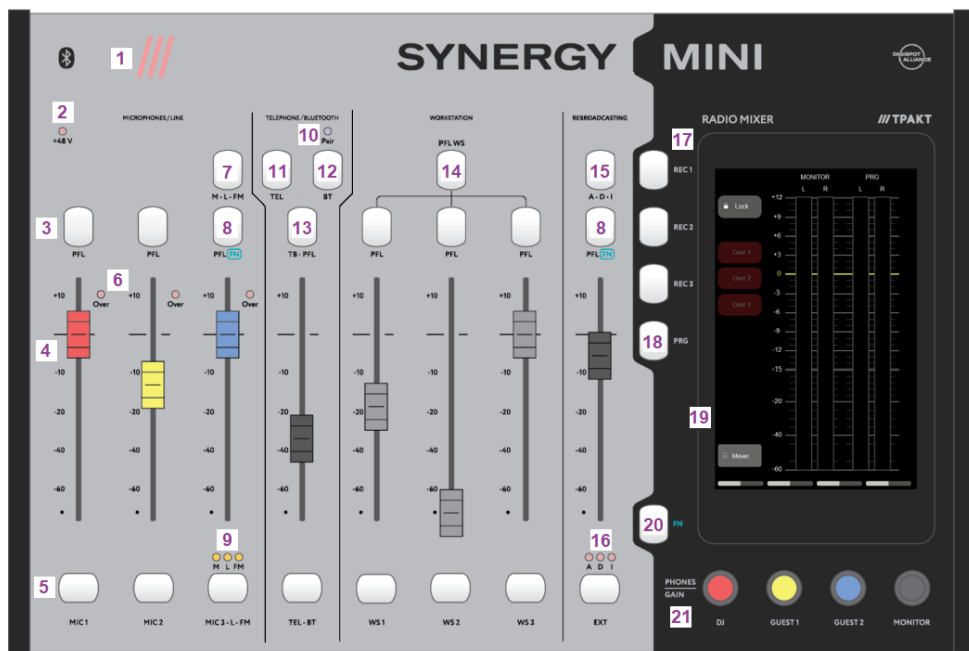 SYNERGY MINI
DIGISPOT
ALLIANCE
1
2
+48 V
MICROPHONES/LINE
TELEPHONE/BLUETOOTH
WORKSTATION
REBROADCASTING
RADIO MIXER
///TPAKT
10
Pair
PFL WS
17
7
11
12
14
15
REC 1
M - L - FM
TEL
BT
A - D - I
3
8
13
8
REC 2
PFL
PFL
PFL FN
TB - PFL
PFL
PFL
PFL
PFL FN
6
REC 3
+10
Over
+10
Over
+10
Over
+10
+10
+10
+10
+10
4
18
PRG
-10
-10
-10
-10
-10
-10
-10
-10
-20
-20
-20
-20
-20
-20
-20
-20
-40
-40
-40
-40
-40
-40
-40
-40
-60
-60
-60
-60
-60
-60
-60
-60
MONITOR
PRG
L R L R
Lock
Over 1
Over 2
Over 3
+12
+9
+6
+3
0
-3
-6
-9
-12
-15
-20
-40
-60
19
Меню
20
FN
9
M L FM
16
A D I
5
MIC 1
MIC 2
MIC 3 - L - FM
TEL - BT
WS 1
WS 2
WS 3
EXT
PHONES
GAIN
21
DJ
GUEST 1
GUEST 2
MONITOR